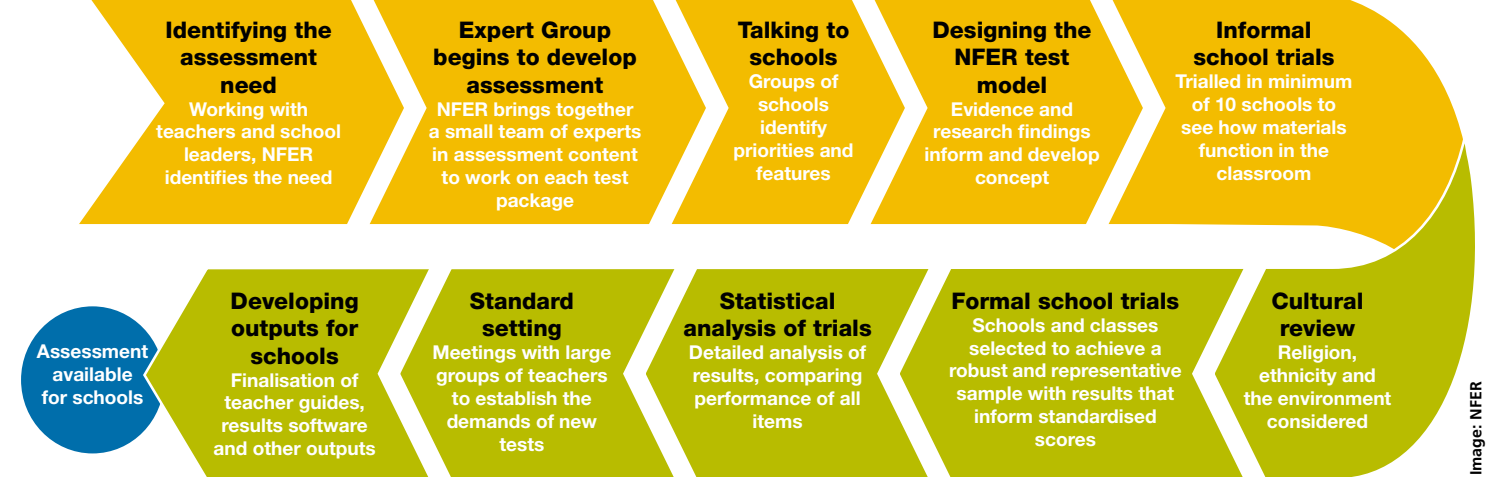 Identifying the
assessment
need
Working with
teachers and school
leaders, NFER
identifies the need
Expert Group
begins to develop
assessment
NFER brings together
a small team of experts
in assessment content
to work on each test
package
Talking to
schools
Groups of
schools
identify
priorities and
features
Designing the
NFER test
model
Evidence and
research findings
inform and develop
concept
Informal
school trials
Trialled in minimum
of 10 schools to
see how materials
function in the
classroom
Cultural
review
Religion,
ethnicity and
the environment
considered
Formal school trials
Schools and classes
selected to achieve a
robust and representative
sample with results that
inform standardised
scores
Statistical
analysis of trials
Detailed analysis of
results, comparing
performance of all
items
Standard
setting
Meetings with large
groups of teachers
to establish the
demands of new
tests
Developing
outputs for
schools
Finalisation of
teacher guides,
results software
and other outputs
Assessment
available
for schools
Image: NFER